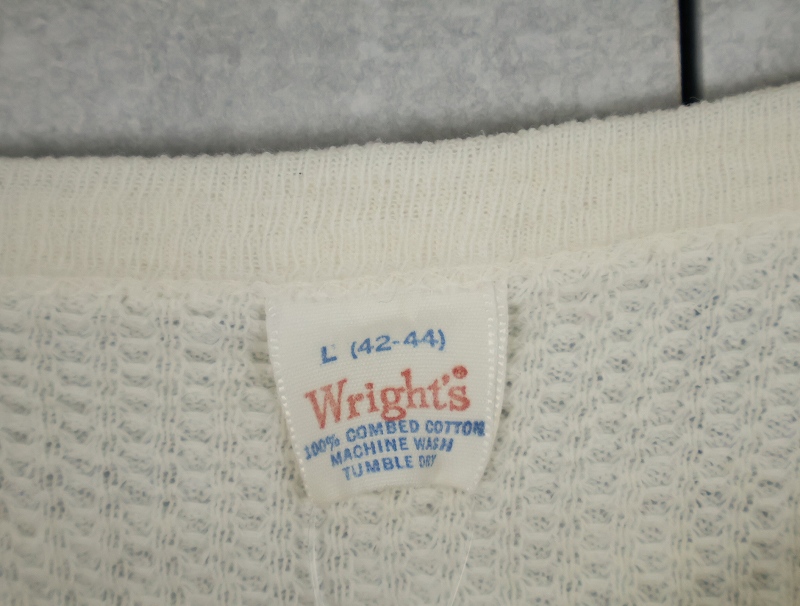 L (42-44)
Wright's
100% COMBED COTTON
MACHINE WASH
TUMBLE DRY